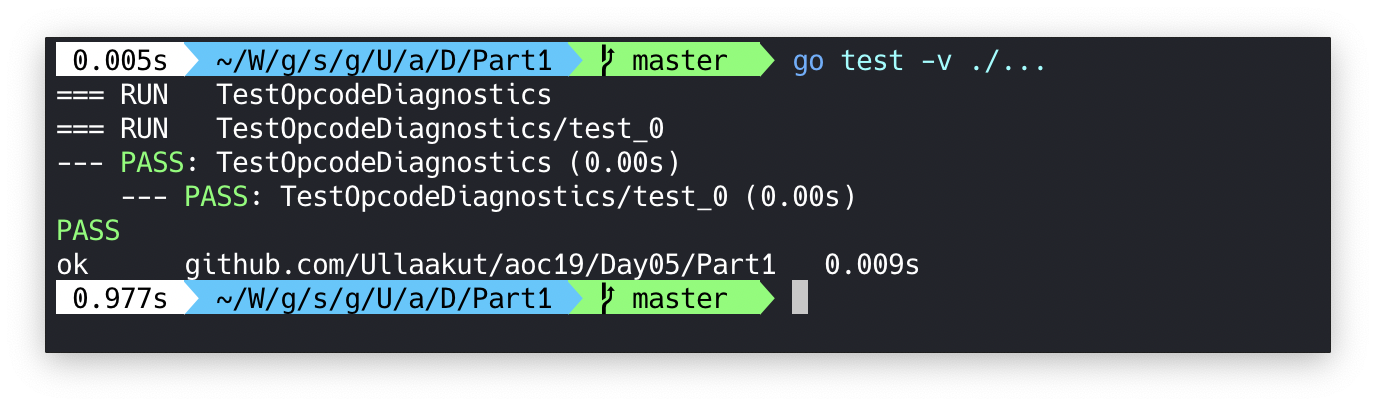 0.005s ~/W/g/s/g/U/a/D/Part1 master go test -v ./...
=== RUN   TestOpcodeDiagnostics
=== RUN   TestOpcodeDiagnostics/test_0
--- PASS: TestOpcodeDiagnostics (0.00s)
    --- PASS: TestOpcodeDiagnostics/test_0 (0.00s)
PASS
ok      github.com/Ullaakut/aoc19/Day05/Part1   0.009s
0.977s ~/W/g/s/g/U/a/D/Part1 master